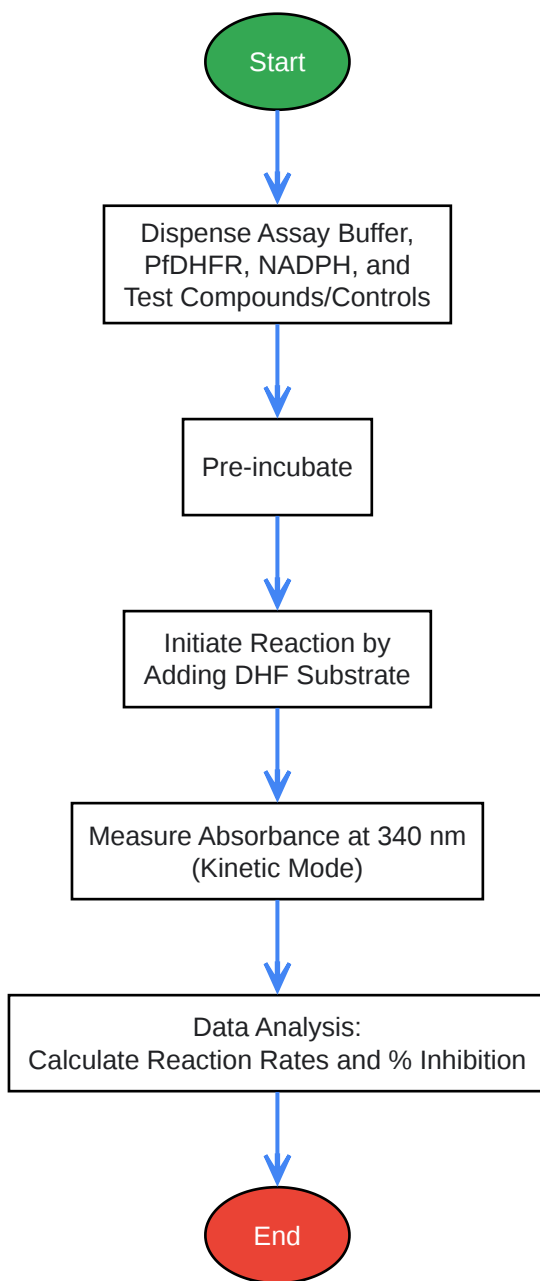 Start
Dispense Assay Buffer,
PfDHFR, NADPH, and
Test Compounds/Controls
Pre-incubate
Initiate Reaction by
Adding DHF Substrate
Measure Absorbance at 340 nm
(Kinetic Mode)
Data Analysis:
Calculate Reaction Rates and % Inhibition
End